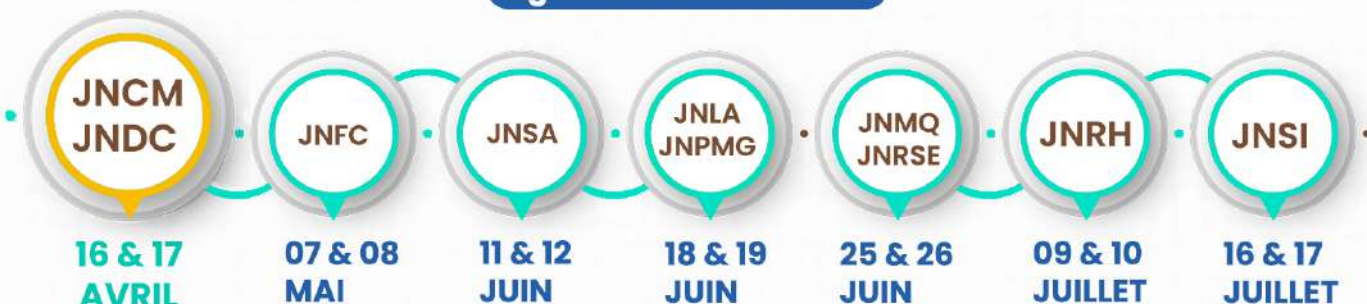 JNCM
JNDC
JNFC
JNSA
JNLA
JNPMG
JNMQ
JNRSE
JNRH
JNSI
16 & 17
AVRIL
07 & 08
MAI
11 & 12
JUIN
18 & 19
JUIN
25 & 26
JUIN
09 & 10
JUILLET
16 & 17
JUILLET